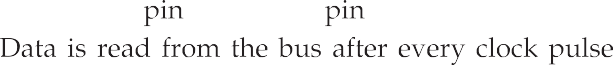 pin pin
Data is read from the bus after every clock pulse